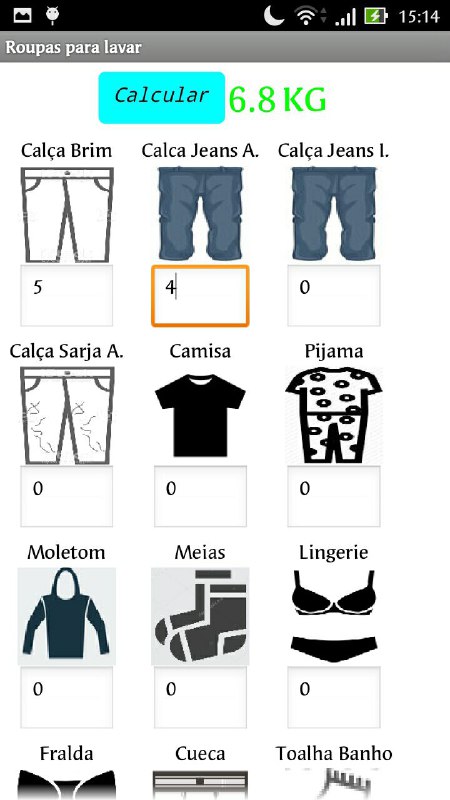 15:14
Roupas para lavar
Calcular 6.8 KG
Calça Brim Calca Jeans A. Calça Jeans I.
5 4 0
Calça Sarja A. Camisa Pijama
0 0 0
Moletom Meias Lingerie
0 0 0
Fralda Cueca Toalha Banho